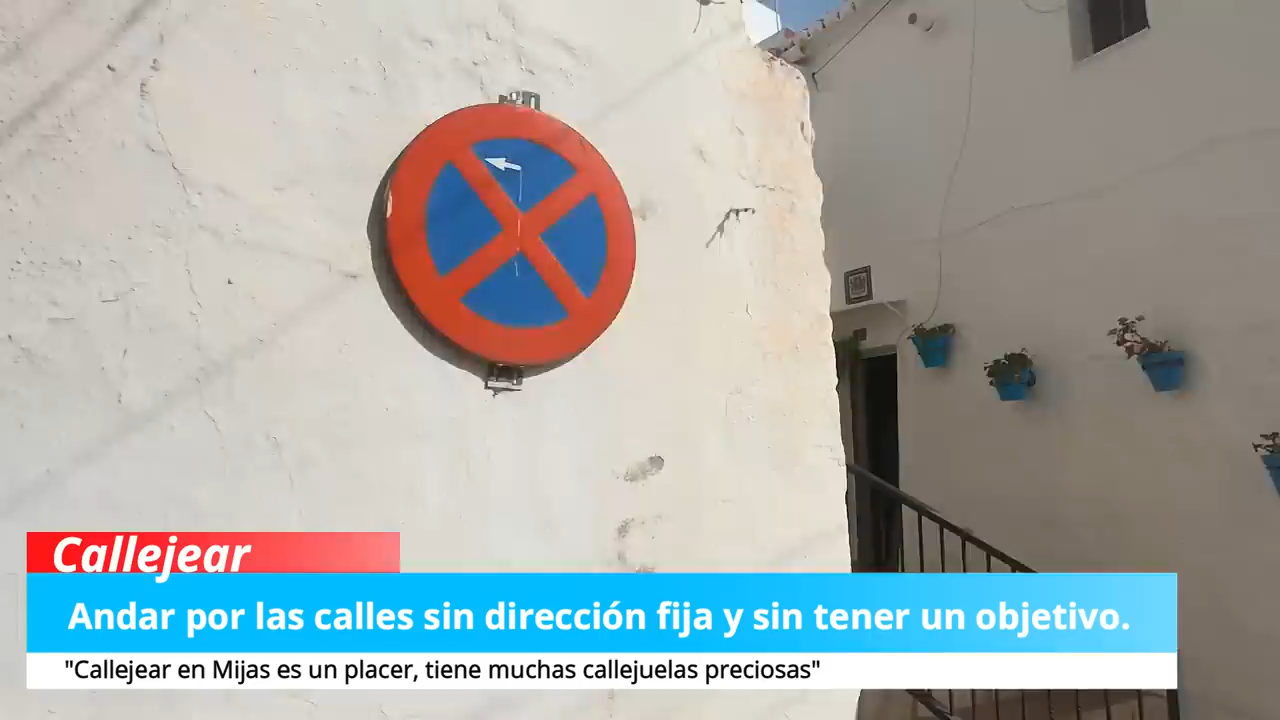 Callejear
Andar por las calles sin dirección fija y sin tener un objetivo.
"Callejear en Mijas es un placer, tiene muchas callejuelas preciosas"